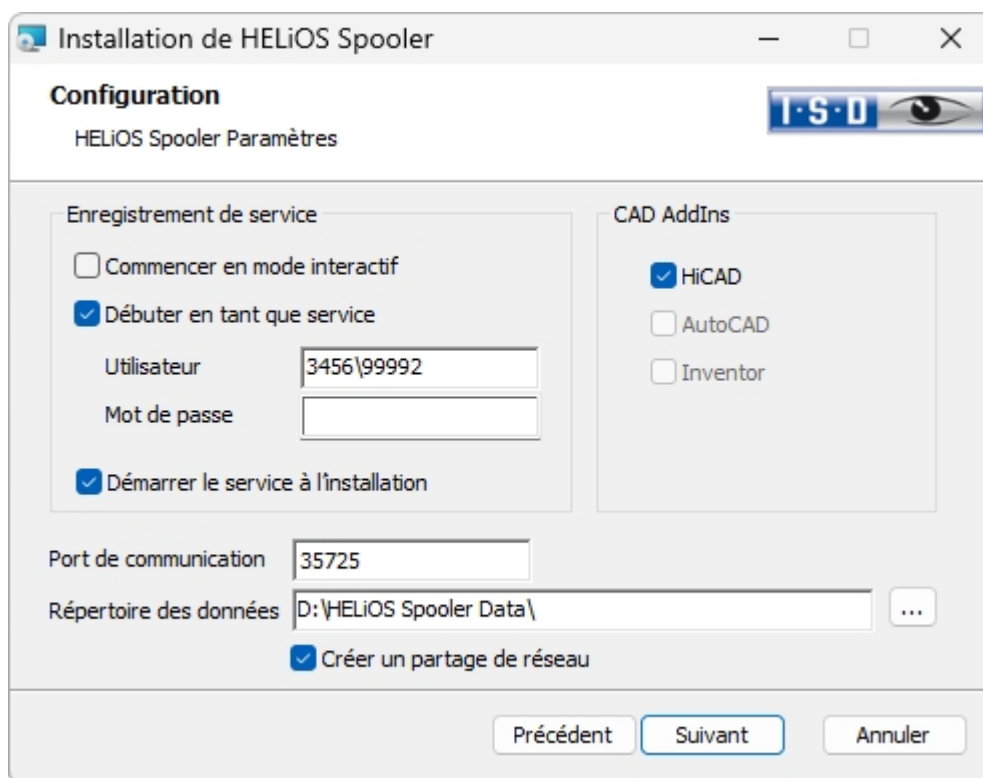 Installation de HELiOS Spooler
Configuration
HELiOS Spooler Paramètres
I·S·D
Enregistrement de service
CAD AddIns
Commencer en mode interactif
HiCAD
Débuter en tant que service
AutoCAD
Utilisateur
3456\99992
Inventor
Mot de passe
Démarrer le service à l'installation
Port de communication
35725
Répertoire des données
D:\HELiOS Spooler Data\
...
Créer un partage de réseau
Précédent
Suivant
Annuler